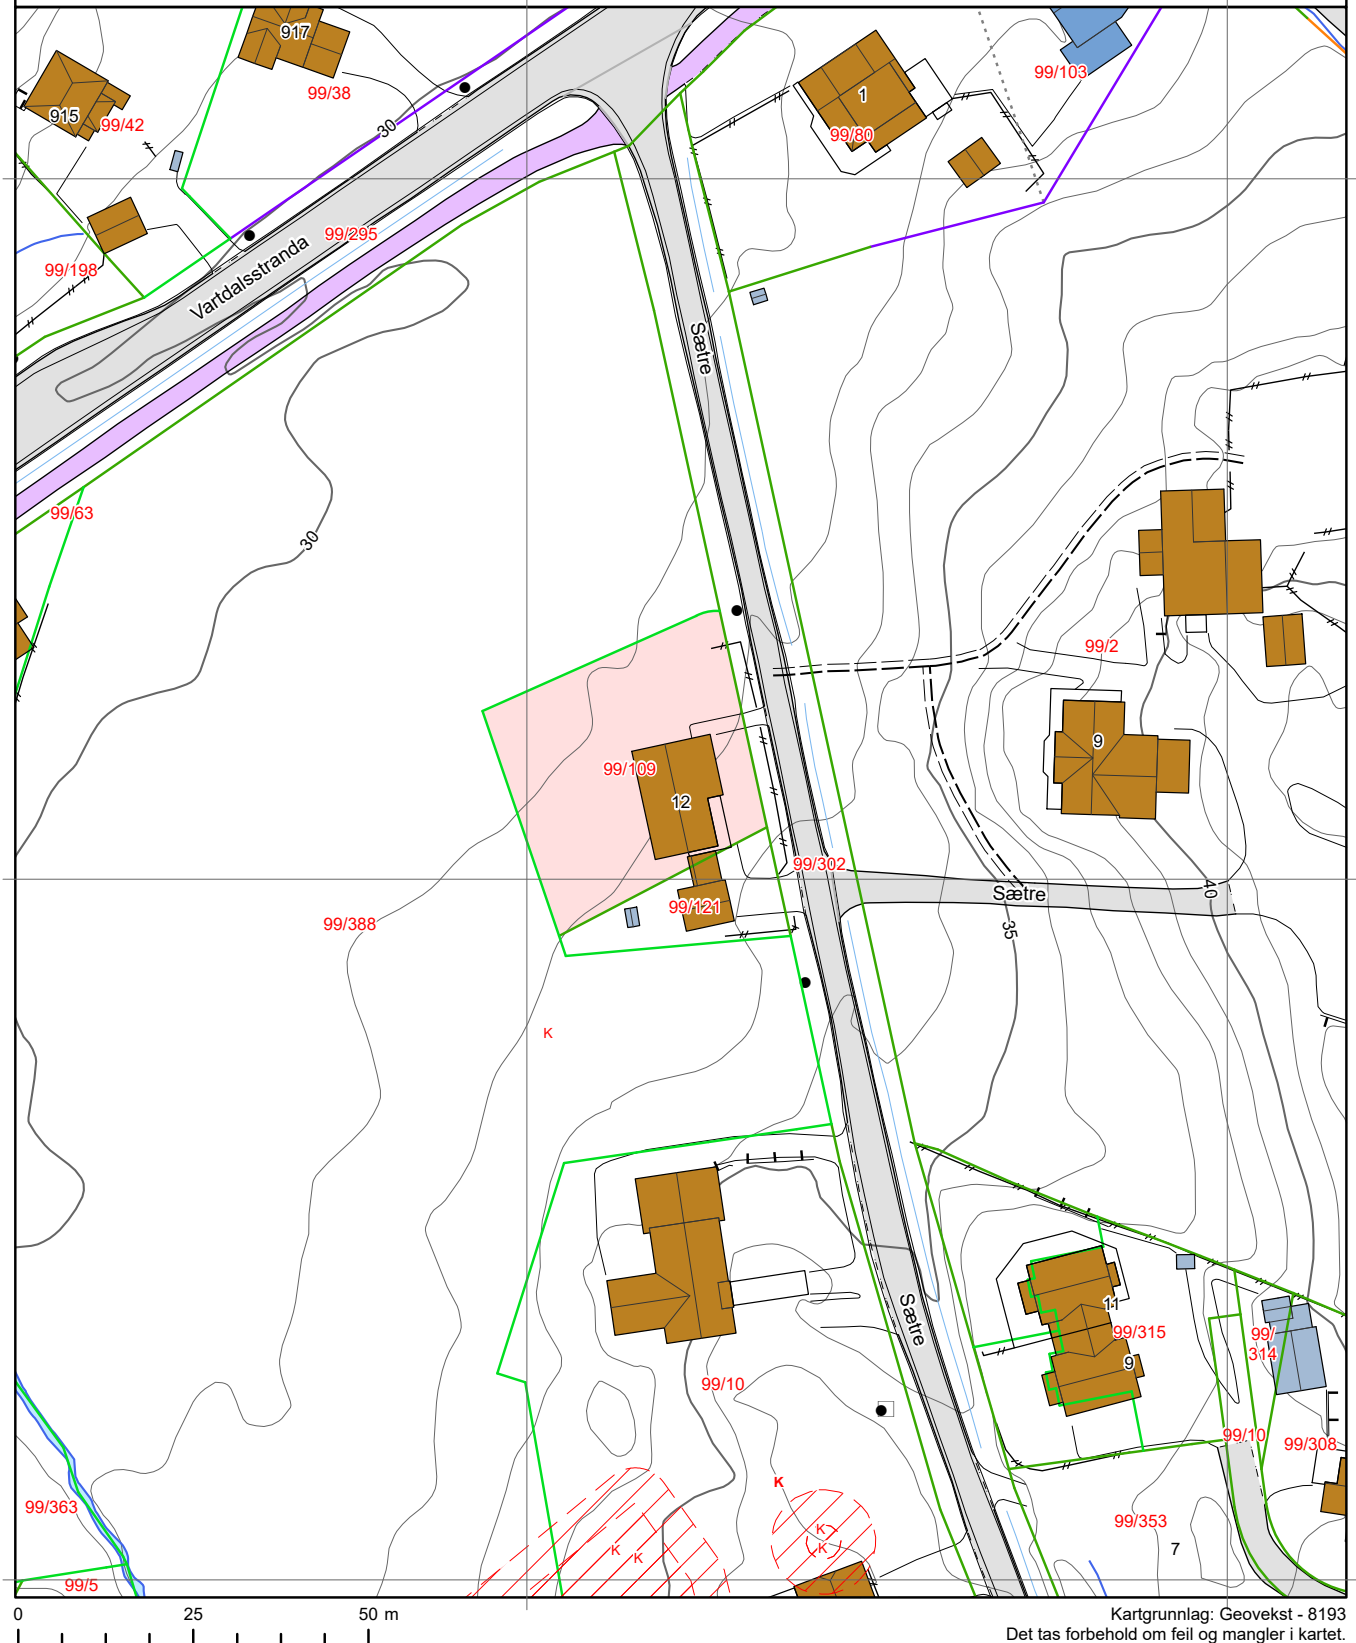 917
99/38
915
99/42
30
1
99/80
99/103
99/198
99/295
Vartdalsstranda
Sætre
99/63
30
99/2
9
99/109
12
99/302
99/121
Sætre
40
35
99/388
K
11
99/315
9
99/
314
Sætre
99/10
99/10
99/308
K
K
K
K
K
99/363
99/353
7
99/5
0 25 50 m
Kartgrunnlag: Geovekst - 8193
Det tas forbehold om feil og mangler i kartet.